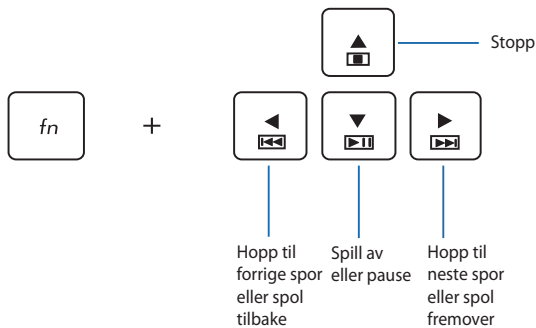 Stopp
fn +
Hopp til
forrige spor
eller spol
tilbake
Spill av
eller pause
Hopp til
neste spor
eller spol
fremover